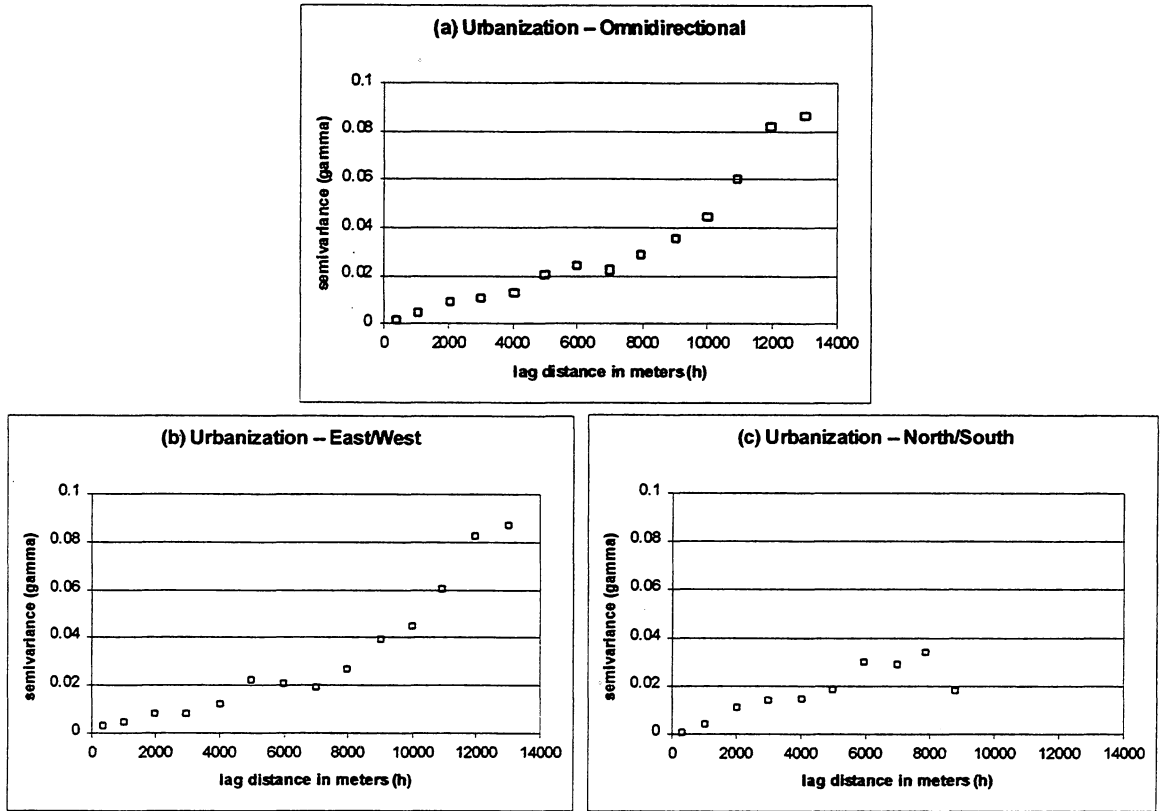 (a) Urbanization – Omnidirectional
0.1
0.08
0.06
0.04
0.02
0
semivariance (gamma)
0 2000 4000 6000 8000 10000 12000 14000
lag distance in meters (h)
(b) Urbanization – East/West
0.1
0.08
0.06
0.04
0.02
0
semivariance (gamma)
0 2000 4000 6000 8000 10000 12000 14000
lag distance in meters (h)
(c) Urbanization – North/South
0.1
0.08
0.06
0.04
0.02
0
semivariance (gamma)
0 2000 4000 6000 8000 10000 12000 14000
lag distance in meters (h)